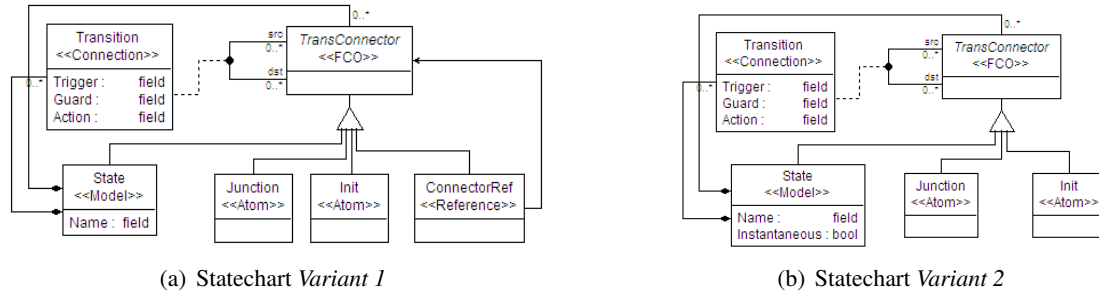 0..*
Transition
<<Connection>>
Trigger : field
Guard : field
Action : field
0..*
src
0..*
dst
0..*
TransConnector
<<FCO>>
State
<<Model>>
Name : field
Junction
<<Atom>>
Init
<<Atom>>
ConnectorRef
<<Reference>>
(a) Statechart Variant 1
0..*
Transition
<<Connection>>
Trigger : field
Guard : field
Action : field
0..*
src
0..*
dst
0..*
TransConnector
<<FCO>>
State
<<Model>>
Name : field
Instantaneous : bool
Junction
<<Atom>>
Init
<<Atom>>
(b) Statechart Variant 2